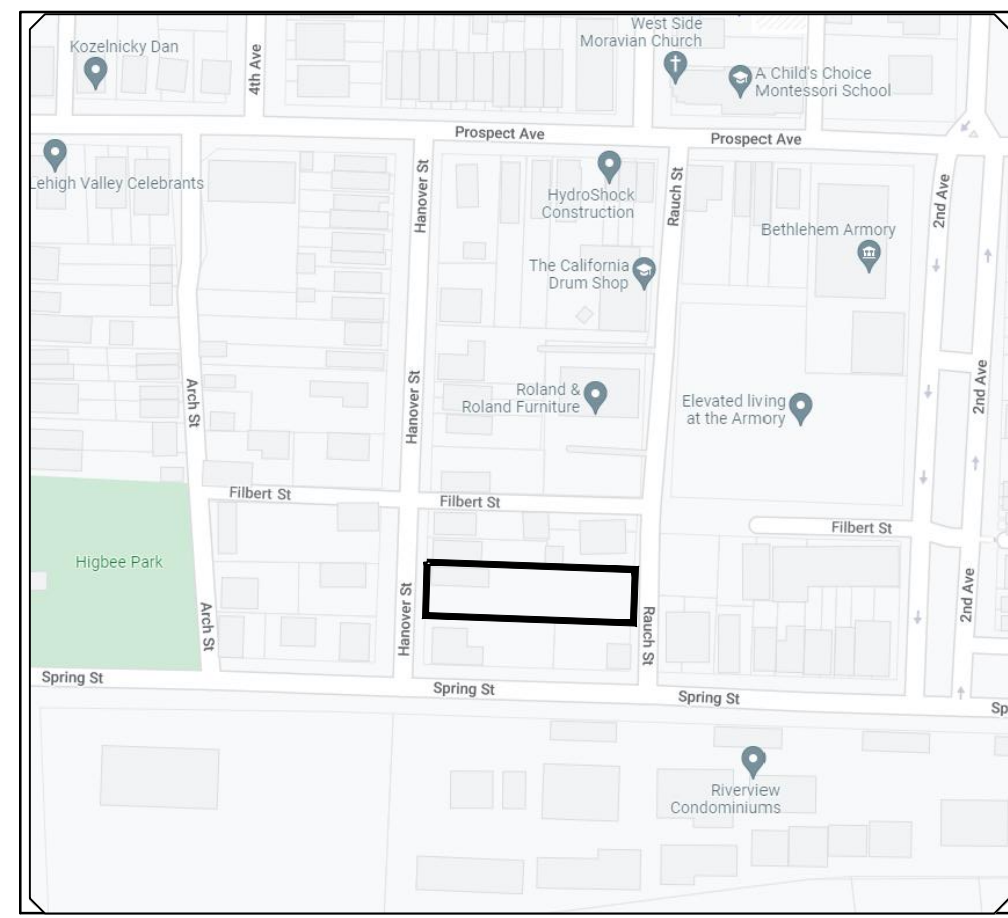 West Side
Moravian Church
Kozelnicky Dan
4th Ave
A Child's Choice
Montessori School
Prospect Ave
Prospect Ave
Lehigh Valley Celebrants
Hanover St
HydroShock
Construction
Rauch St
2nd Ave
Bethlehem Armory
The California
Drum Shop
Arch St
Hanover St
Roland &
Roland Furniture
Elevated living
at the Armory
2nd Ave
Filbert St
Filbert St
Filbert St
Higbee Park
Arch St
Hanover St
Rauch St
2nd Ave
Spring St
Spring St
Spring St
Sp
Riverview
Condominiums